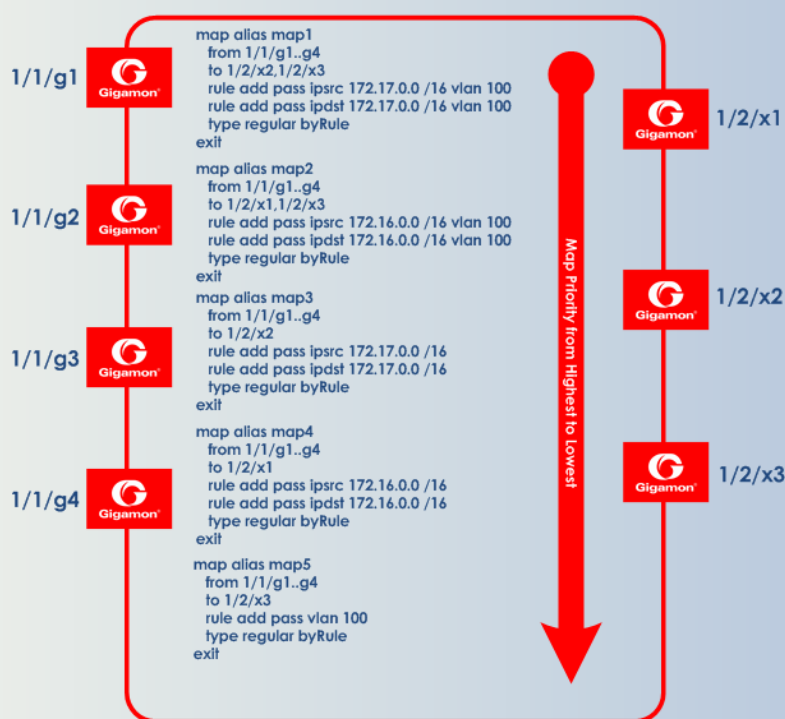 map alias map1
from 1/1/g1..g4
to 1/2/x2,1/2/x3
rule add pass ipsrc 172.17.0.0 /16 vlan 100
rule add pass ipdst 172.17.0.0 /16 vlan 100
type regular byRule
exit
map alias map2
from 1/1/g1..g4
to 1/2/x1,1/2/x3
rule add pass ipsrc 172.16.0.0 /16 vlan 100
rule add pass ipdst 172.16.0.0 /16 vlan 100
type regular byRule
exit
map alias map3
from 1/1/g1..g4
to 1/2/x2
rule add pass ipsrc 172.17.0.0 /16
rule add pass ipdst 172.17.0.0 /16
type regular byRule
exit
map alias map4
from 1/1/g1..g4
to 1/2/x1
rule add pass ipsrc 172.16.0.0 /16
rule add pass ipdst 172.16.0.0 /16
type regular byRule
exit
map alias map5
from 1/1/g1..g4
to 1/2/x3
rule add pass vlan 100
type regular byRule
exit
1/1/g1
Gigamon®
1/1/g2
Gigamon®
1/1/g3
Gigamon®
1/1/g4
Gigamon®
Map Priority from Highest to Lowest
Gigamon®
1/2/x1
Gigamon®
1/2/x2
Gigamon®
1/2/x3